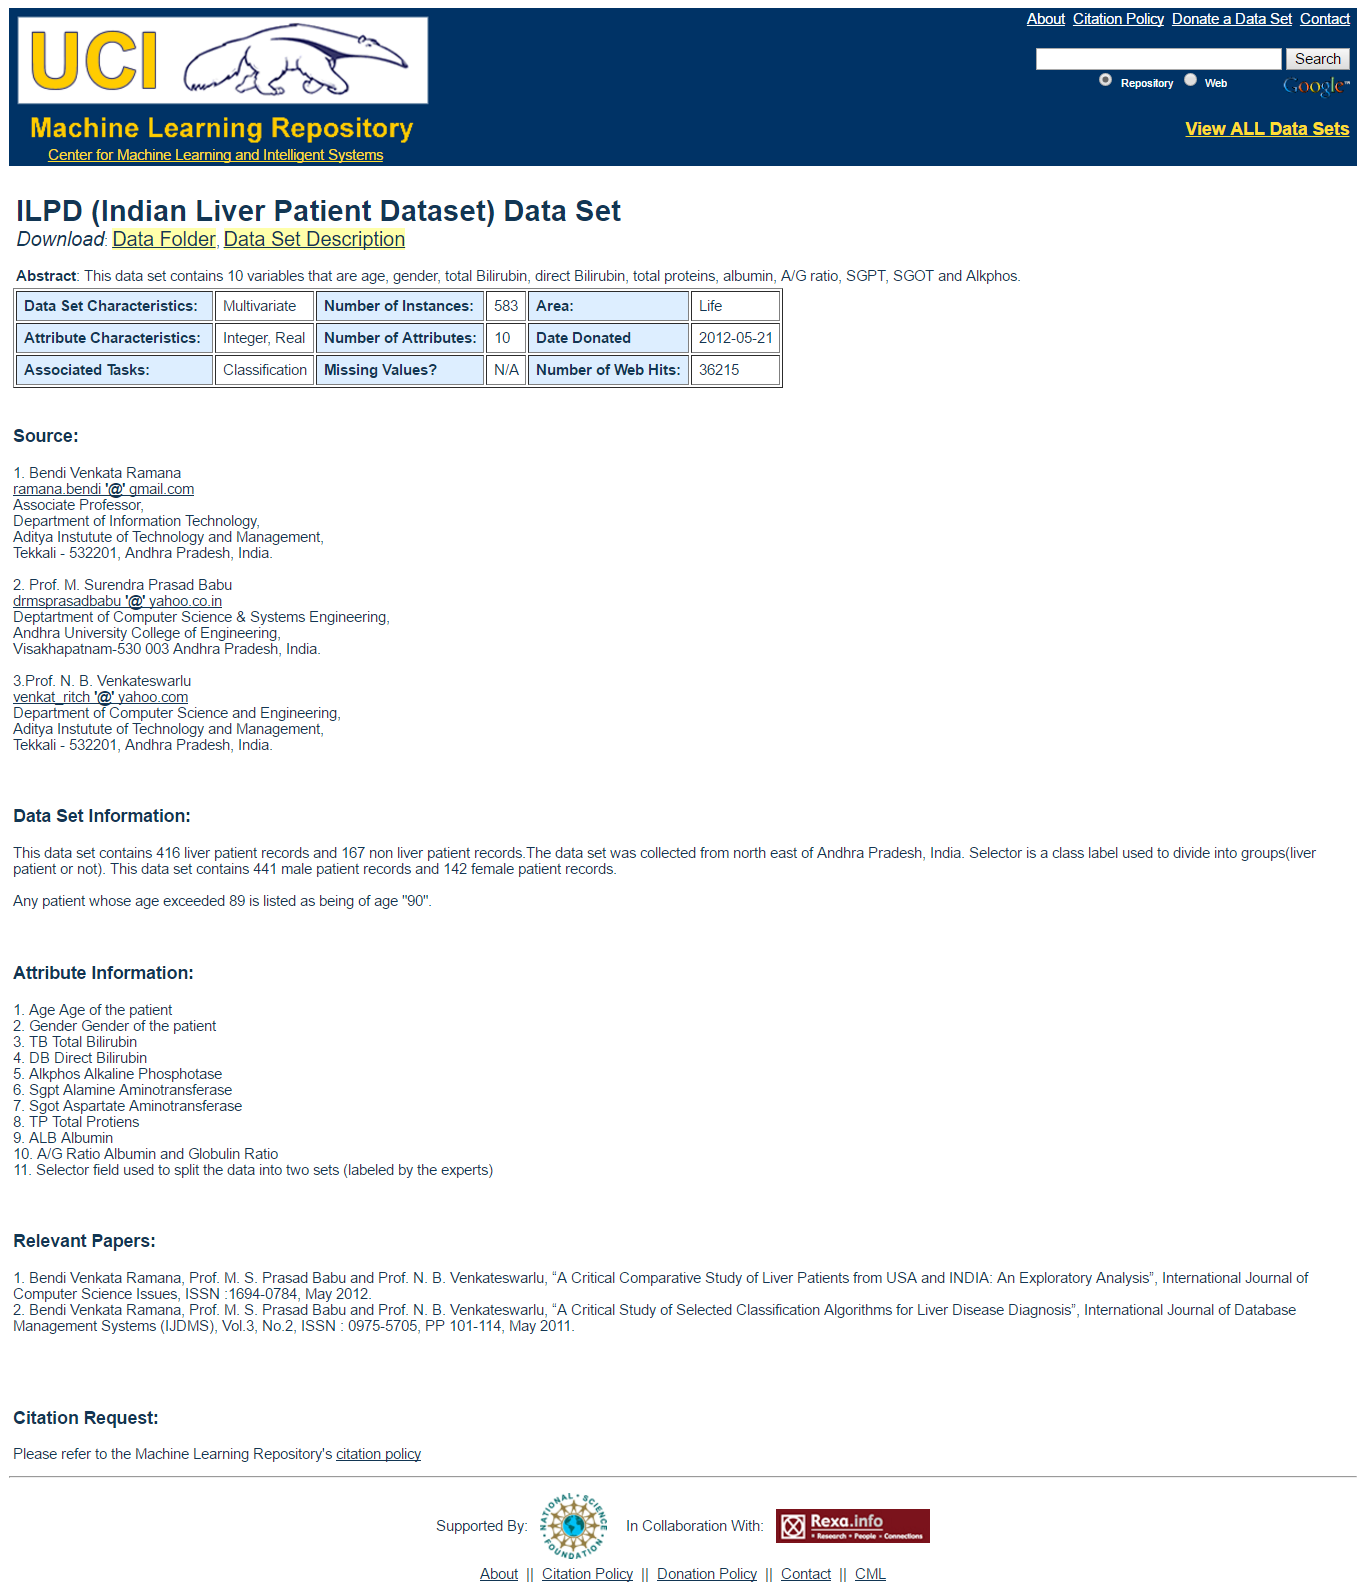 About Citation Policy Donate a Data Set Contact
UCI
Search
Repository Web Google™
Machine Learning Repository
View ALL Data Sets
Center for Machine Learning and Intelligent Systems
ILPD (Indian Liver Patient Dataset) Data Set
Download: Data Folder, Data Set Description
Abstract: This data set contains 10 variables that are age, gender, total Bilirubin, direct Bilirubin, total proteins, albumin, A/G ratio, SGPT, SGOT and Alkphos.
Data Set Characteristics: Multivariate Number of Instances: 583 Area: Life
Attribute Characteristics: Integer, Real Number of Attributes: 10 Date Donated 2012-05-21
Associated Tasks: Classification Missing Values? N/A Number of Web Hits: 36215
Source:
1. Bendi Venkata Ramana
ramana.bendi '@' gmail.com
Associate Professor,
Department of Information Technology,
Aditya Instutute of Technology and Management,
Tekkali - 532201, Andhra Pradesh, India.
2. Prof. M. Surendra Prasad Babu
drmsprasadbabu '@' yahoo.co.in
Deptartment of Computer Science & Systems Engineering,
Andhra University College of Engineering,
Visakhapatnam-530 003 Andhra Pradesh, India.
3.Prof. N. B. Venkateswarlu
venkat_ritch '@' yahoo.com
Department of Computer Science and Engineering,
Aditya Instutute of Technology and Management,
Tekkali - 532201, Andhra Pradesh, India.
Data Set Information:
This data set contains 416 liver patient records and 167 non liver patient records.The data set was collected from north east of Andhra Pradesh, India. Selector is a class label used to divide into groups(liver
patient or not). This data set contains 441 male patient records and 142 female patient records.
Any patient whose age exceeded 89 is listed as being of age "90".
Attribute Information:
1. Age Age of the patient
2. Gender Gender of the patient
3. TB Total Bilirubin
4. DB Direct Bilirubin
5. Alkphos Alkaline Phosphotase
6. Sgpt Alamine Aminotransferase
7. Sgot Aspartate Aminotransferase
8. TP Total Protiens
9. ALB Albumin
10. A/G Ratio Albumin and Globulin Ratio
11. Selector field used to split the data into two sets (labeled by the experts)
Relevant Papers:
1. Bendi Venkata Ramana, Prof. M. S. Prasad Babu and Prof. N. B. Venkateswarlu, “A Critical Comparative Study of Liver Patients from USA and INDIA: An Exploratory Analysis”, International Journal of
Computer Science Issues, ISSN :1694-0784, May 2012.
2. Bendi Venkata Ramana, Prof. M. S. Prasad Babu and Prof. N. B. Venkateswarlu, “A Critical Study of Selected Classification Algorithms for Liver Disease Diagnosis”, International Journal of Database
Management Systems (IJDMS), Vol.3, No.2, ISSN : 0975-5705, PP 101-114, May 2011.
Citation Request:
Please refer to the Machine Learning Repository's citation policy
Supported By: NATIONAL SCIENCE FOUNDATION In Collaboration With: Rexa.info
Research • People • Connections
About || Citation Policy || Donation Policy || Contact || CML